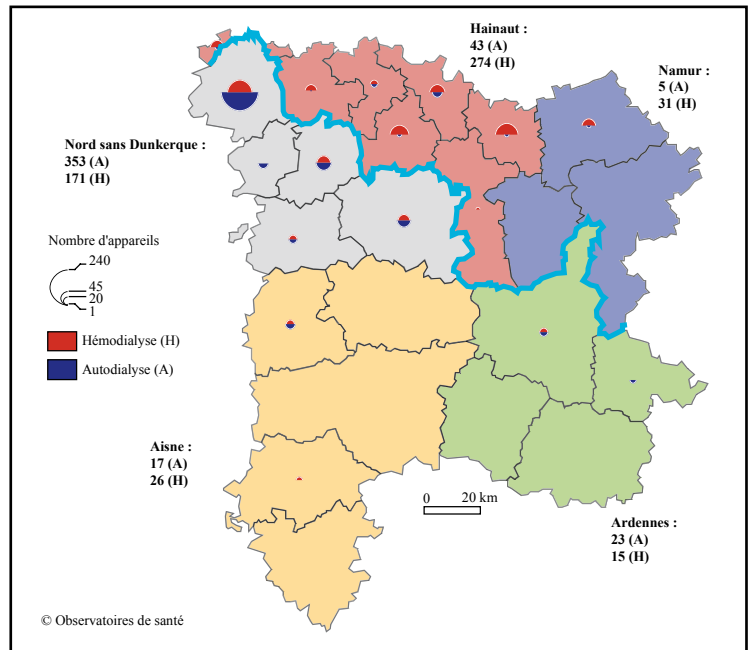 Hainaut :
43 (A)
274 (H)
Namur :
5 (A)
31 (H)
Nord sans Dunkerque :
353 (A)
171 (H)
Nombre d'appareils
240
45
20
1
Hémodialyse (H)
Autodialyse (A)
Aisne :
17 (A)
26 (H)
0 20 km
Ardennes :
23 (A)
15 (H)
© Observatoires de santé